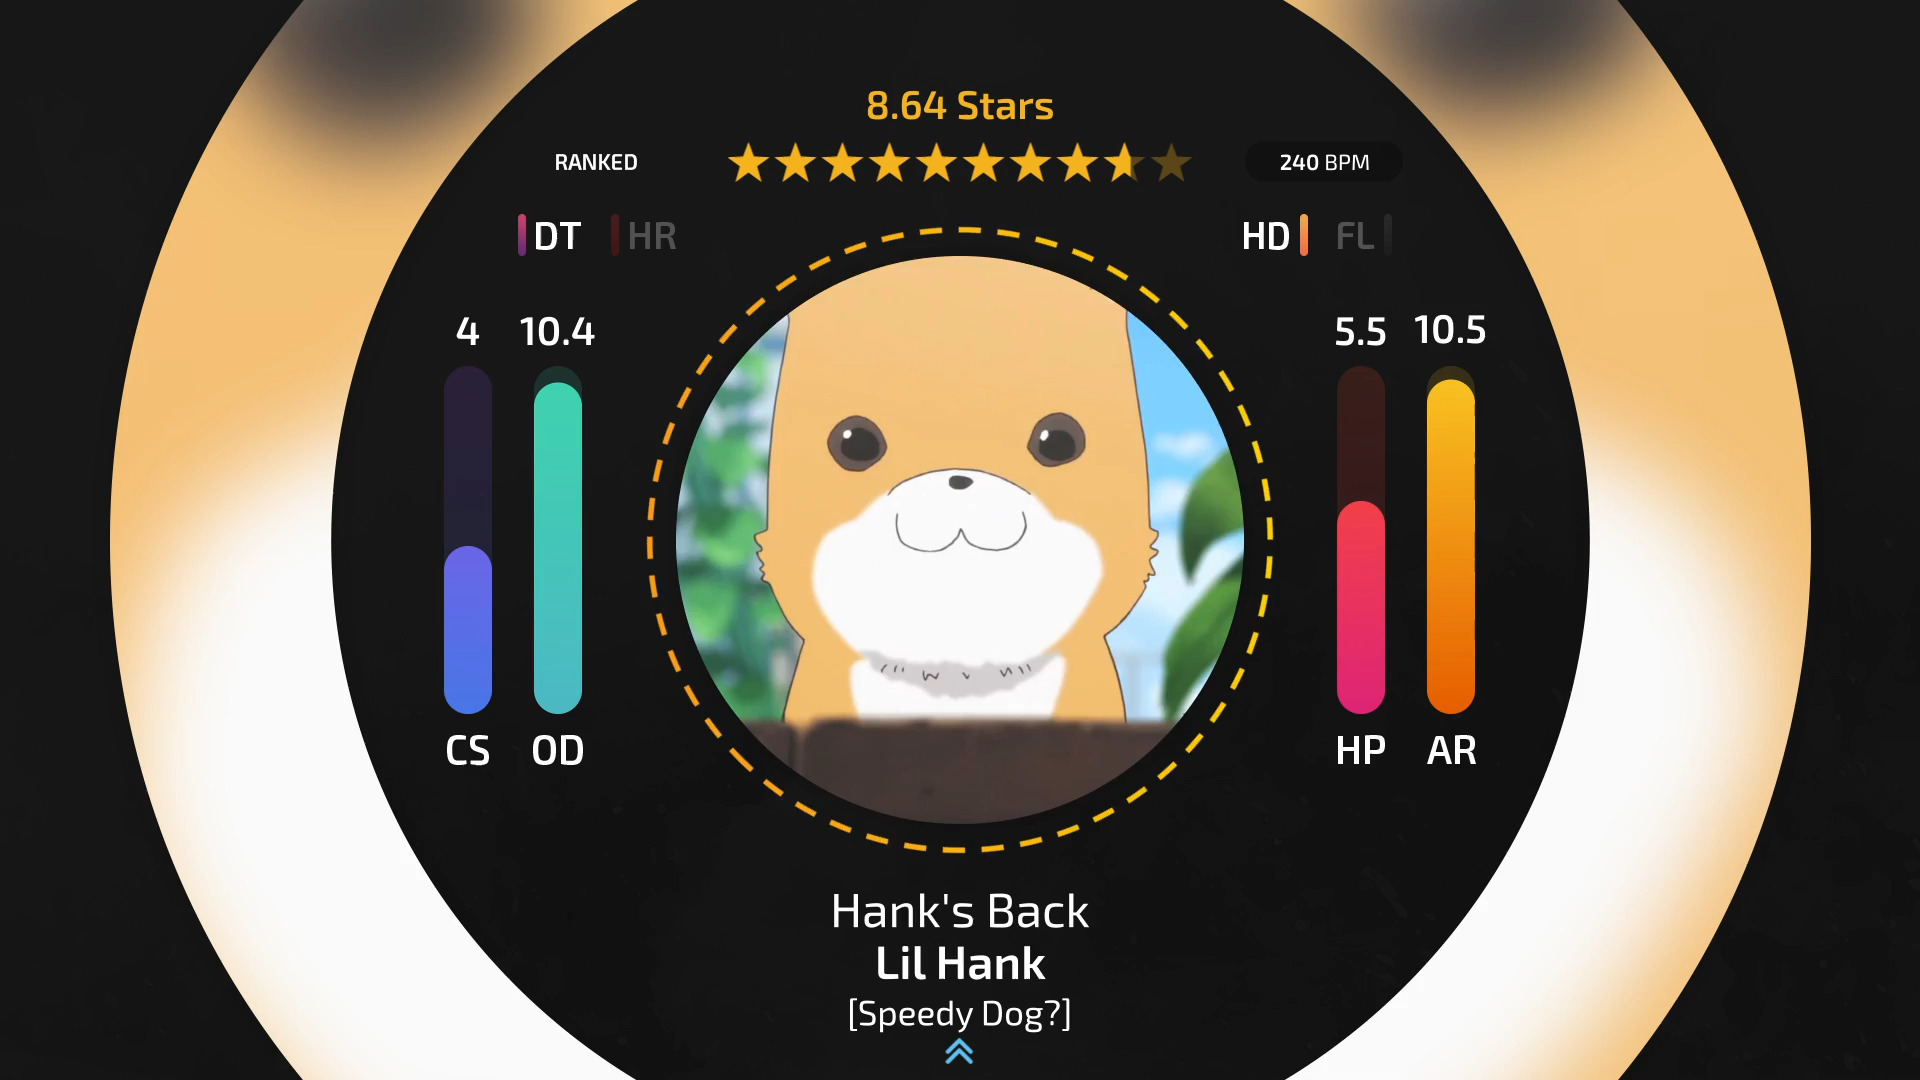 8.64 Stars
RANKED
240 BPM
DT HR
HD FL
4 10.4
5.5 10.5
CS OD
HP AR
Hank's Back
Lil Hank
[Speedy Dog?]